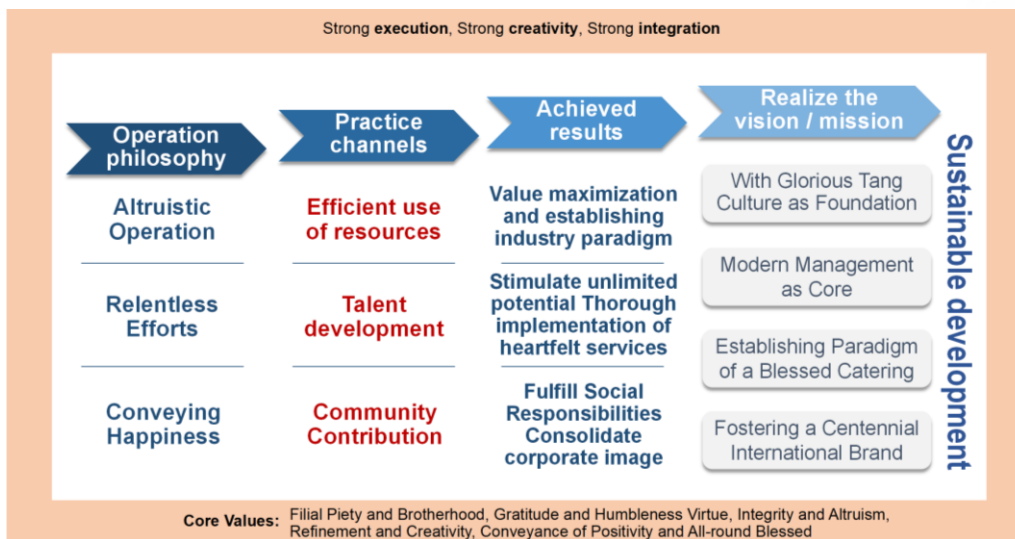 Strong execution, Strong creativity, Strong integration
Operation
philosophy
Practice
channels
Achieved
results
Realize the
vision / mission
Altruistic
Operation
Efficient use
of resources
Value maximization
and establishing
industry paradigm
With Glorious Tang
Culture as Foundation
Relentless
Efforts
Talent
development
Stimulate unlimited
potential Thorough
implementation of
heartfelt services
Modern Management
as Core
Establishing Paradigm
of a Blessed Catering
Conveying
Happiness
Community
Contribution
Fulfill Social
Responsibilities
Consolidate
corporate image
Fostering a Centennial
International Brand
Sustainable development
Core Values: Filial Piety and Brotherhood, Gratitude and Humbleness Virtue, Integrity and Altruism,
Refinement and Creativity, Conveyance of Positivity and All-round Blessed